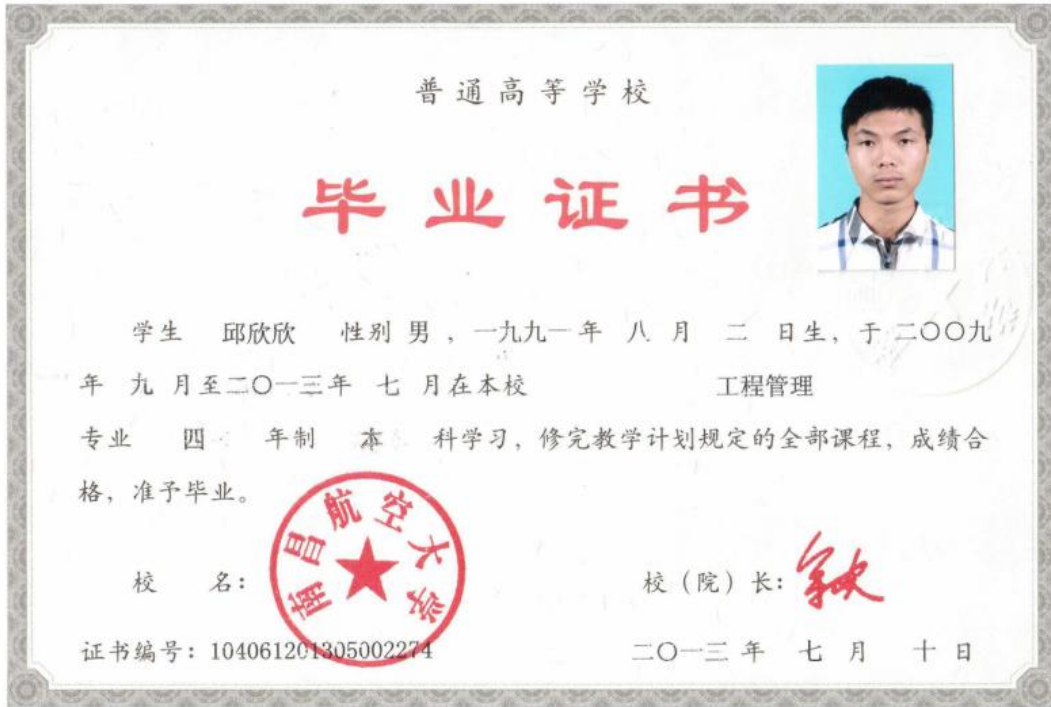 普通高等学校
毕业证书
学生 邱欣欣 性别 男，一九九一年 八 月 二 日生，于二〇〇九
年 九 月至二〇一三年 七 月在本校 工程管理
专业 四 年制 本 科学习，修完教学计划规定的全部课程，成绩合
格，准予毕业。
南昌航空大学
校 名： 校（院）长：
证书编号：104061201305002274 二〇一三年 七 月 十 日